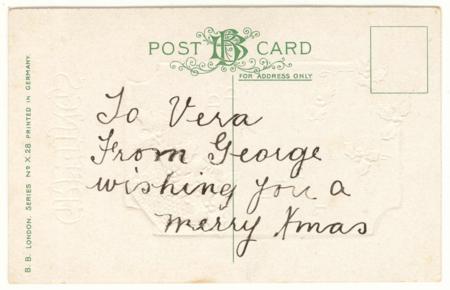 POST CARD
BB
FOR ADDRESS ONLY
To Vera
From George
wishing you a
merry Xmas
B. B. LONDON. SERIES No X 28. PRINTED IN GERMANY.